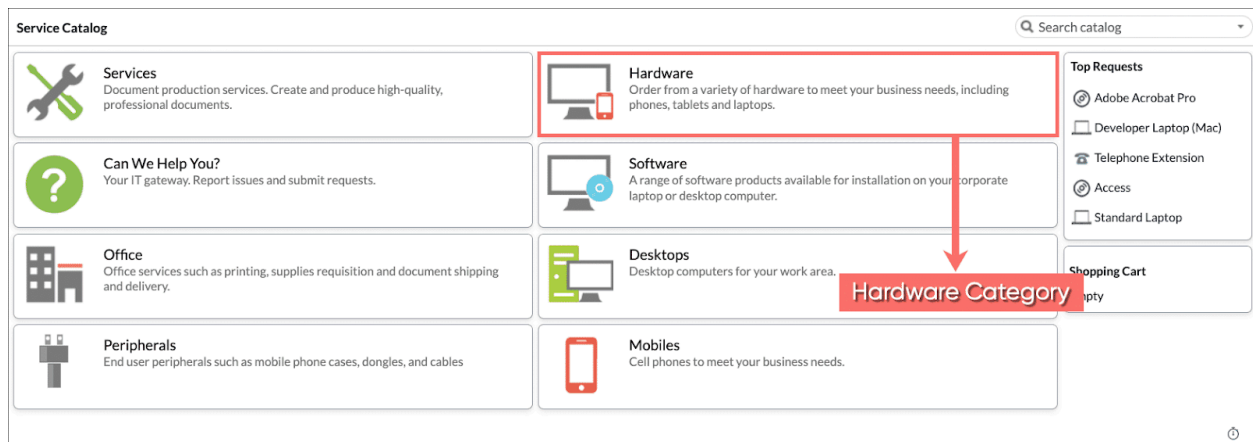 Service Catalog
Search catalog
Services
Document production services. Create and produce high-quality,
professional documents.
Hardware
Order from a variety of hardware to meet your business needs, including
phones, tablets and laptops.
Can We Help You?
Your IT gateway. Report issues and submit requests.
Software
A range of software products available for installation on your corporate
laptop or desktop computer.
Office
Office services such as printing, supplies requisition and document shipping
and delivery.
Desktops
Desktop computers for your work area.
Hardware Category
Peripherals
End user peripherals such as mobile phone cases, dongles, and cables
Mobiles
Cell phones to meet your business needs.
Top Requests
Adobe Acrobat Pro
Developer Laptop (Mac)
Telephone Extension
Access
Standard Laptop
Shopping Cart